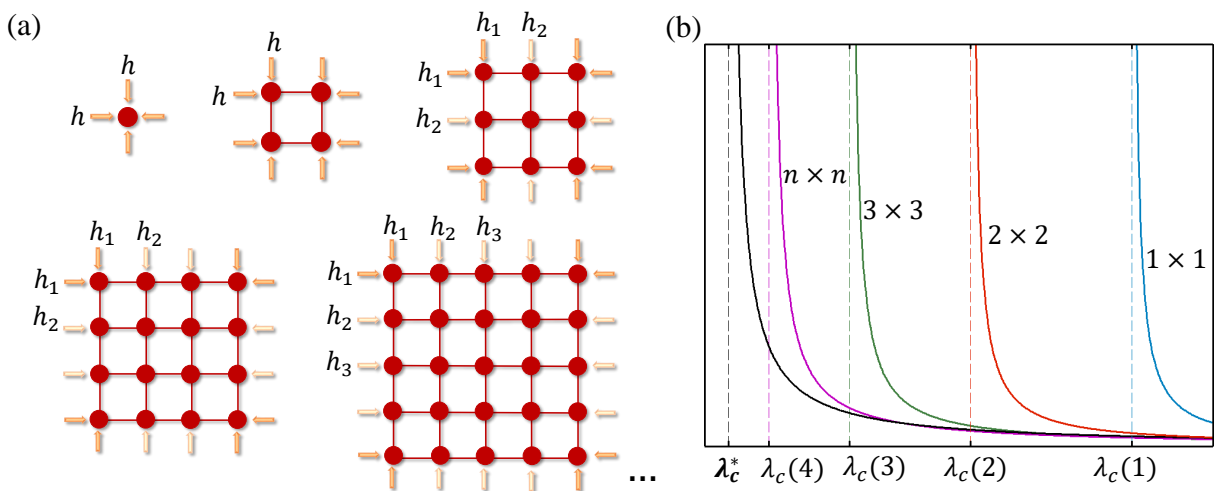 (a)
h
h
h
h
h₁ h₂
h₁
h₂
h₁ h₂
h₁
h₂
h₁ h₂ h₃
h₁
h₂
h₃
...
(b)
n × n
3 × 3
2 × 2
1 × 1
λ*c λc(4) λc(3) λc(2) λc(1)